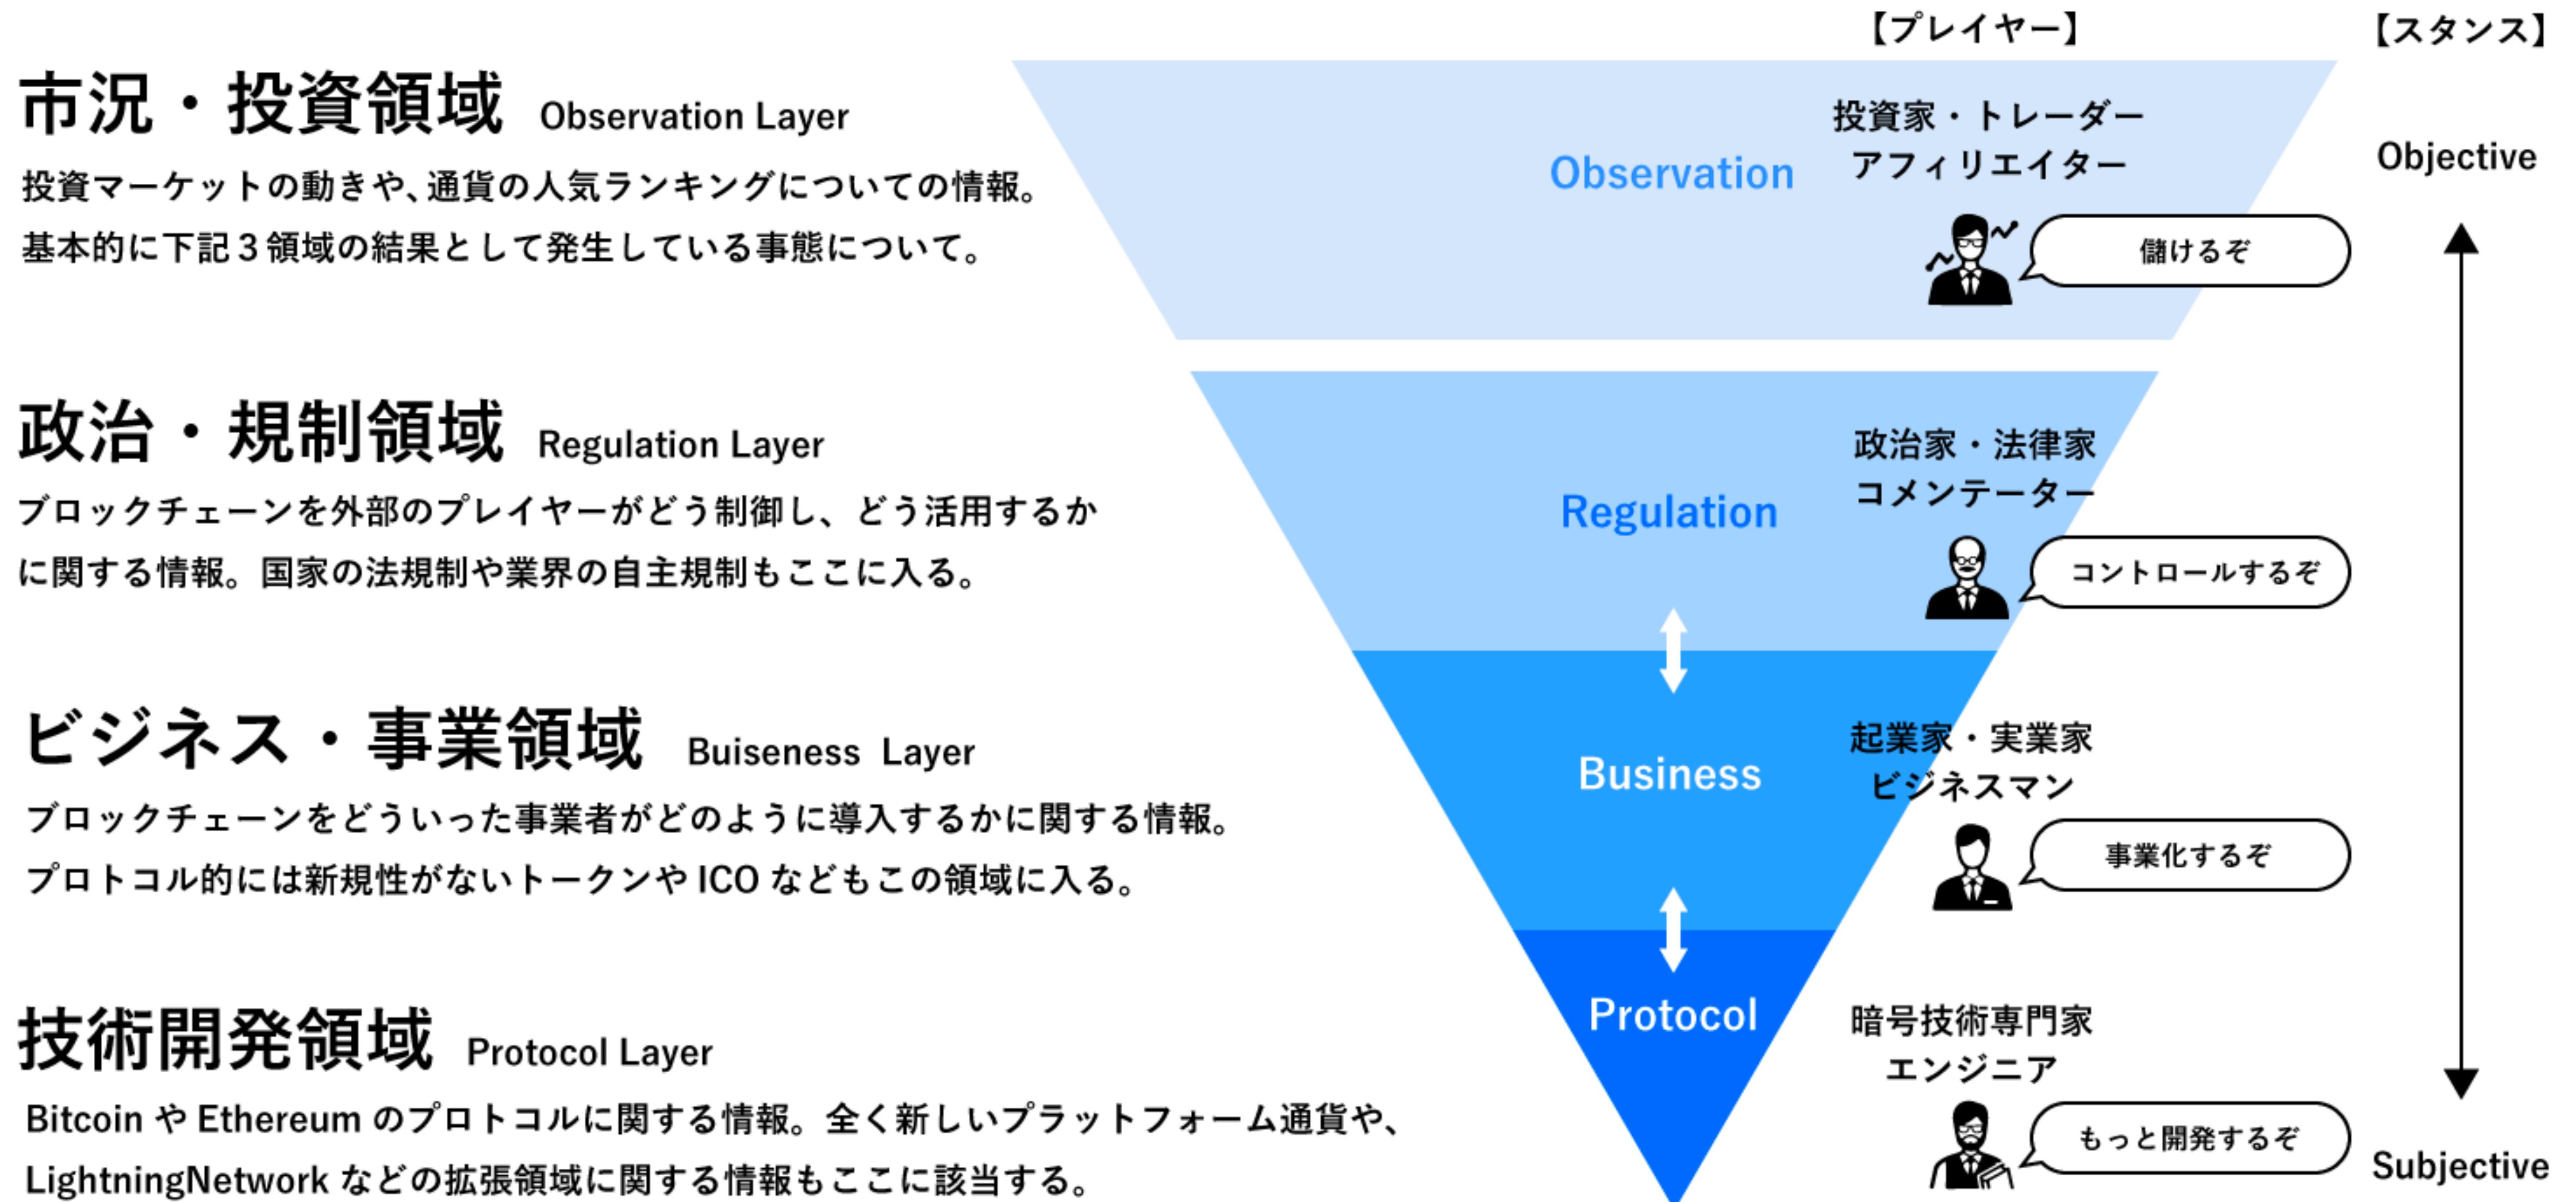 【プレイヤー】
【スタンス】
市況・投資領域 Observation Layer
投資マーケットの動きや、通貨の人気ランキングについての情報。
基本的に下記3領域の結果として発生している事態について。
Observation
投資家・トレーダー
アフィリエイター
儲けるぞ
Objective
政治・規制領域 Regulation Layer
ブロックチェーンを外部のプレイヤーがどう制御し、どう活用するか
に関する情報。国家の法規制や業界の自主規制もここに入る。
Regulation
政治家・法律家
コメンテーター
コントロールするぞ
ビジネス・事業領域 Buiseness Layer
ブロックチェーンをどういった事業者がどのように導入するかに関する情報。
プロトコル的には新規性がないトークンや ICO などもこの領域に入る。
Business
起業家・実業家
ビジネスマン
事業化するぞ
技術開発領域 Protocol Layer
Bitcoin や Ethereum のプロトコルに関する情報。全く新しいプラットフォーム通貨や、
LightningNetwork などの拡張領域に関する情報もここに該当する。
Protocol
暗号技術専門家
エンジニア
もっと開発するぞ
Subjective